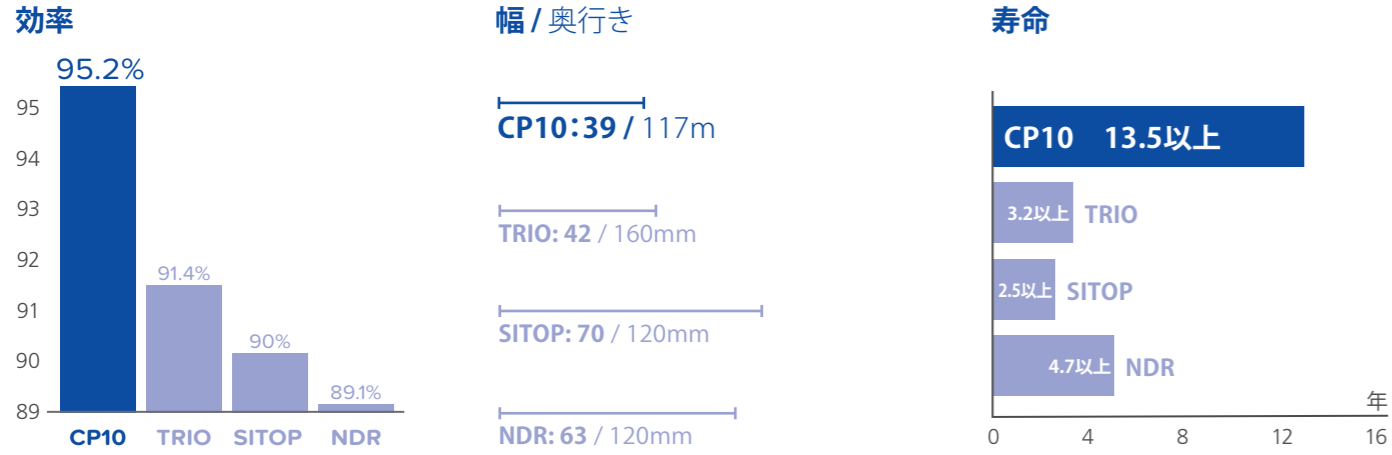 効率
95.2%
95
94
93
92
91
90
89
91.4%
90%
89.1%
CP10 TRIO SITOP NDR
幅 / 奥行き
CP10：39 / 117m
TRIO: 42 / 160mm
SITOP: 70 / 120mm
NDR: 63 / 120mm
寿命
CP10 13.5以上
3.2以上 TRIO
2.5以上 SITOP
4.7以上 NDR
年
0 4 8 12 16